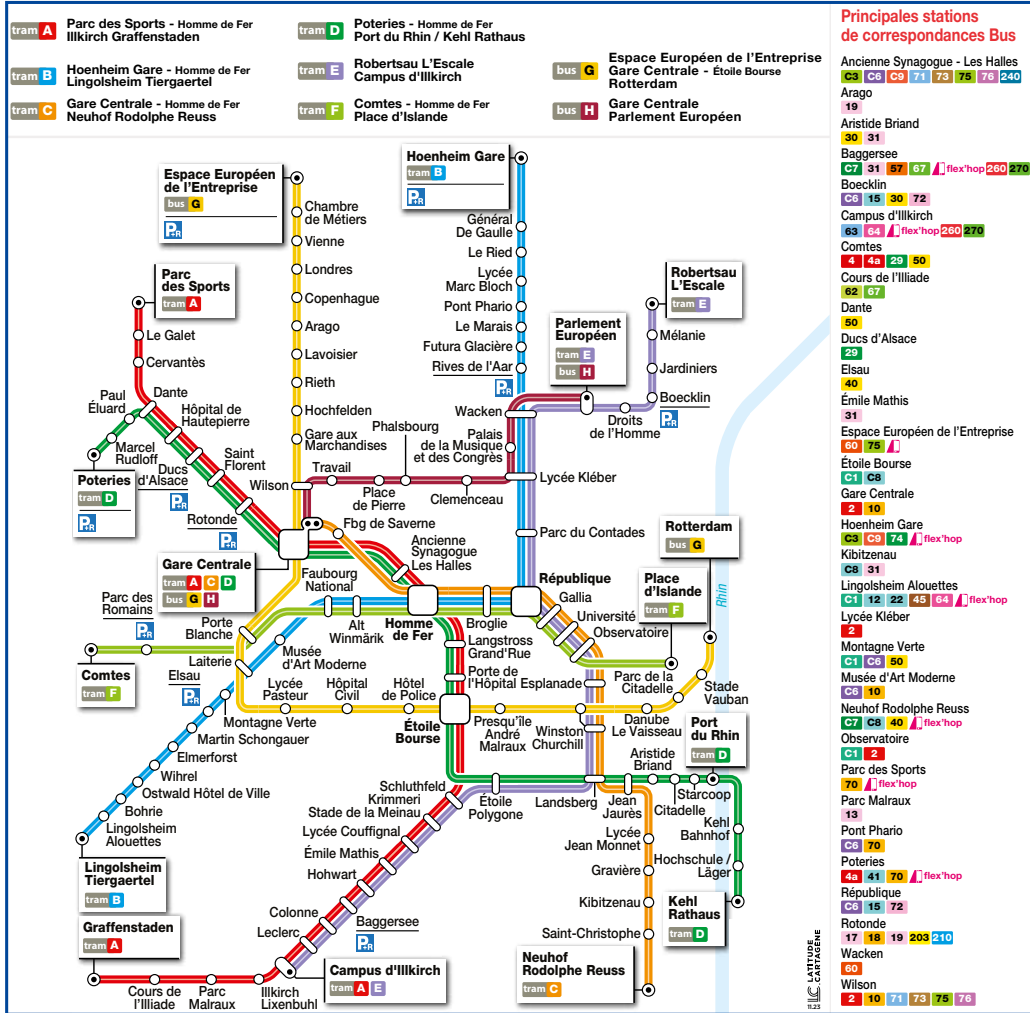 tram A Parc des Sports - Homme de Fer
Illkirch Graffenstaden
tram B Hoenheim Gare - Homme de Fer
Lingolsheim Tiergaertel
tram C Gare Centrale - Homme de Fer
Neuhof Rodolphe Reuss
tram D Poteries - Homme de Fer
Port du Rhin / Kehl Rathaus
tram E Robertsau L'Escale
Campus d'Illkirch
tram F Comtes - Homme de Fer
Place d'Islande
bus G Espace Européen de l'Entreprise
Gare Centrale - Étoile Bourse
Rotterdam
bus H Gare Centrale
Parlement Européen
Espace Européen
de l'Entreprise
bus G
P+R
Chambre
de Métiers
Vienne
Londres
Copenhague
Arago
Lavoisier
Rieth
Hochfelden
Gare aux
Marchandises
Wilson
Hoenheim Gare
tram B
P+R
Général
De Gaulle
Le Ried
Lycée
Marc Bloch
Pont Phario
Le Marais
Futura Glacière
Rives de l'Aar
P+R
Wacken
Palais
de la Musique
et des Congrès
Lycée Kléber
Parc du Contades
Parlement
Européen
tram E
bus H
Robertsau
L'Escale
tram E
Mélanie
Jardiniers
Boecklin
P+R
Droits
de l'Homme
Parc
des Sports
tram A
Le Galet
Cervantès
Dante
Paul
Éluard
Marcel
Rudloff
Poteries
tram D
P+R
Hôpital de
Hautepierre
Ducs
d'Alsace
P+R
Saint
Florent
Rotonde
P+R
Travail
Phalsbourg
Place
de Pierre
Clemenceau
Fbg de Saverne
Ancienne
Synagogue
Les Halles
Gare Centrale
tram A C D
bus G H
Faubourg
National
Parc des
Romains
P+R
Porte
Blanche
Comtes
tram F
Laiterie
Elsau
P+R
Musée
d'Art Moderne
Alt
Winmärik
Homme
de Fer
Broglie
République
Gallia
Université
Observatoire
Place
d'Islande
tram F
Rotterdam
bus G
Rhin
Langstross
Grand'Rue
Porte de
l'Hôpital
Esplanade
Parc de la
Citadelle
Stade
Vauban
Lycée
Pasteur
Hôpital
Civil
Hôtel
de Police
Étoile
Bourse
Presqu'île
André
Malraux
Winston
Churchill
Danube
Le Vaisseau
Montagne Verte
Martin Schongauer
Elmerforst
Wihrel
Ostwald Hôtel de Ville
Bohrie
Lingolsheim
Alouettes
Lingolsheim
Tiergaertel
tram B
Schluthfeld
Krimmeri
Stade de la Meinau
Lycée Couffignal
Émile Mathis
Hohwart
Colonne
Leclerc
Baggersee
P+R
Étoile
Polygone
Landsberg
Jean
Jaurès
Aristide
Briand
Citadelle
Starcoop
Port
du Rhin
tram D
Kehl
Bahnhof
Hochschule /
Läger
Kehl
Rathaus
tram D
Lycée
Jean Monnet
Gravière
Kibitzenau
Saint-Christophe
Neuhof
Rodolphe Reuss
tram C
Graffenstaden
tram A
Cours de
l'Illiade
Parc
Malraux
Illkirch
Lixenbuhl
Campus d'Illkirch
tram A E
LC LATITUDE
CARTAGÈNE
11.23
Principales stations
de correspondances Bus
Ancienne Synagogue - Les Halles
C3 C6 C9 71 73 75 76 240
Arago
19
Aristide Briand
30 31
Baggersee
C7 31 57 67 flex'hop 260 270
Boecklin
C6 15 30 72
Campus d'Illkirch
63 64 flex'hop 260 270
Comtes
4 4a 29 50
Cours de l'Illiade
62 67
Dante
50
Ducs d'Alsace
29
Elsau
40
Émile Mathis
31
Espace Européen de l'Entreprise
60 75
Étoile Bourse
C1 C8
Gare Centrale
2 10
Hoenheim Gare
C3 C9 74 flex'hop
Kibitzenau
C8 31
Lingolsheim Alouettes
C1 12 22 45 64 flex'hop
Lycée Kléber
2
Montagne Verte
C1 C6 50
Musée d'Art Moderne
C6 10
Neuhof Rodolphe Reuss
C7 C8 40 flex'hop
Observatoire
C1 2
Parc des Sports
70 flex'hop
Parc Malraux
13
Pont Phario
C6 70
Poteries
4a 41 70 flex'hop
République
C6 15 72
Rotonde
17 18 19 203 210
Wacken
60
Wilson
2 10 71 73 75 76